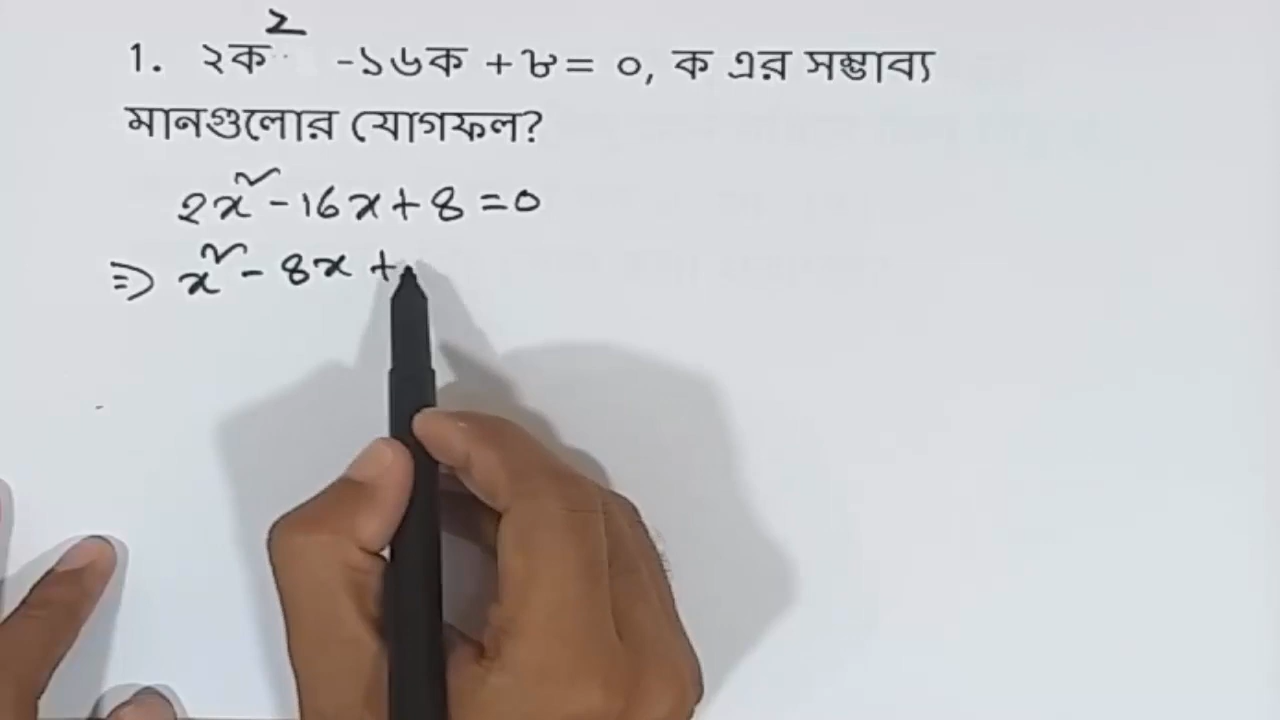 1. ২ক² -১৬ক + ৮ = ০, ক এর সম্ভাব্য
মানগুলোর যোগফল?
2x² - 16x + 8 = 0
⇒ x² - 8x +